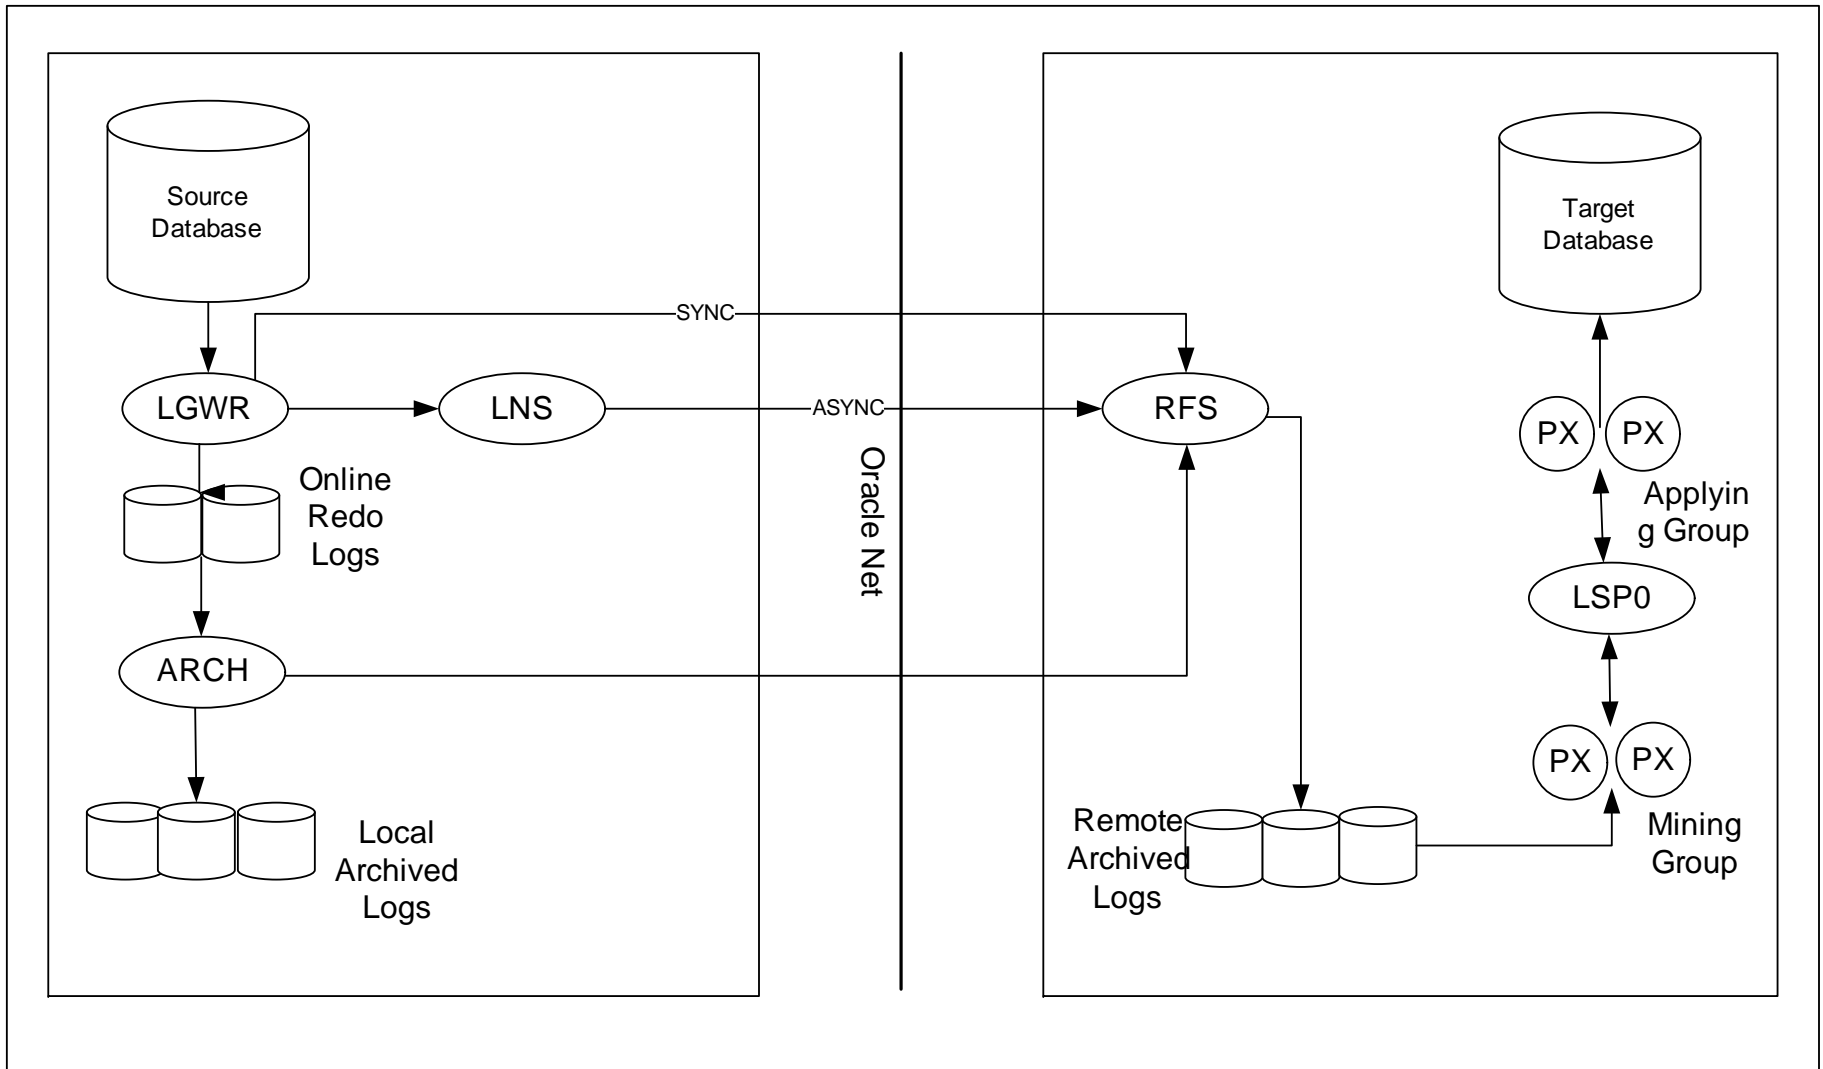 Source
Database
Target
Database
SYNC
LGWR
LNS
ASYNC
RFS
PX
PX
Online
Redo
Logs
Oracle Net
Applyin
g Group
LSP0
ARCH
PX
PX
Local
Archived
Logs
Remote
Archived
Logs
Mining
Group